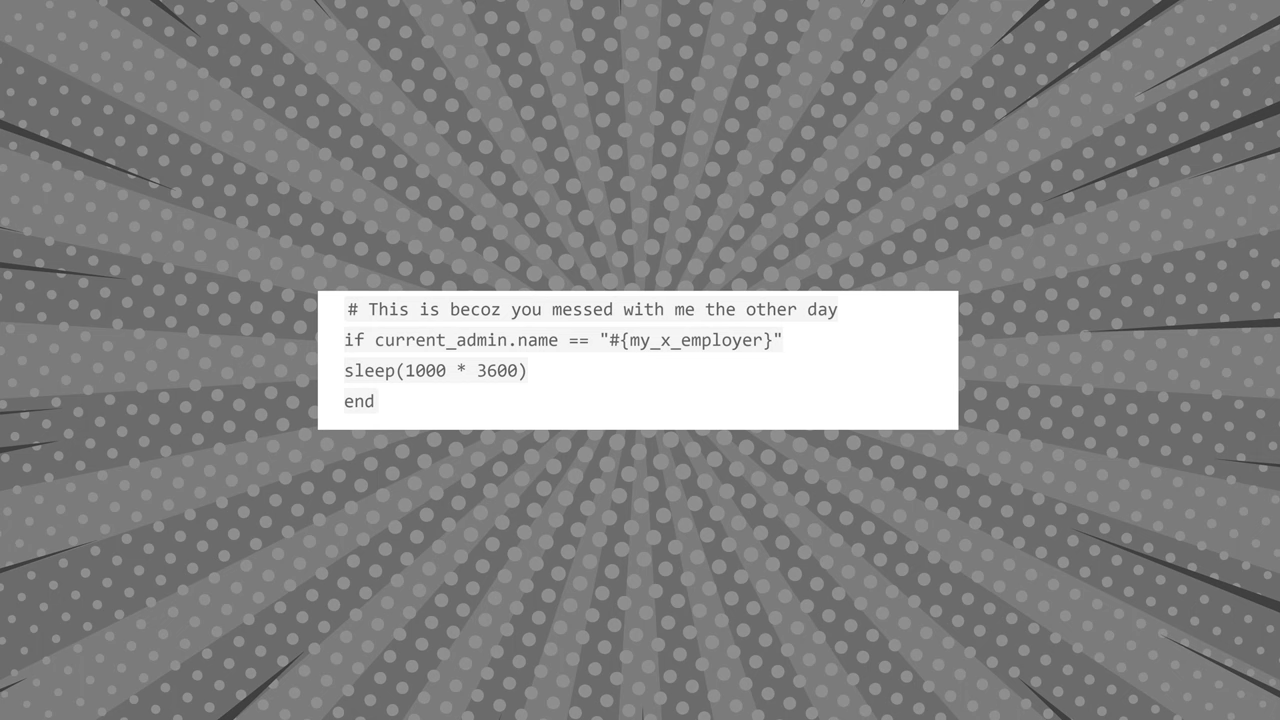 # This is becoz you messed with me the other day
if current_admin.name == "#{my_x_employer}"
sleep(1000 * 3600)
end